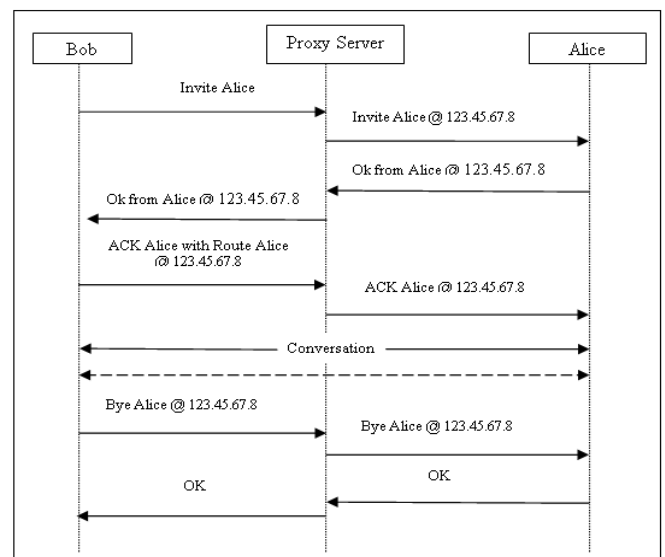 Bob
Proxy Server
Alice
Invite Alice
Invite Alice @ 123.45.67.8
Ok from Alice @ 123.45.67.8
Ok from Alice @ 123.45.67.8
ACK Alice with Route Alice
@ 123.45.67.8
ACK Alice @ 123.45.67.8
Conversation
Bye Alice @ 123.45.67.8
Bye Alice @ 123.45.67.8
OK
OK